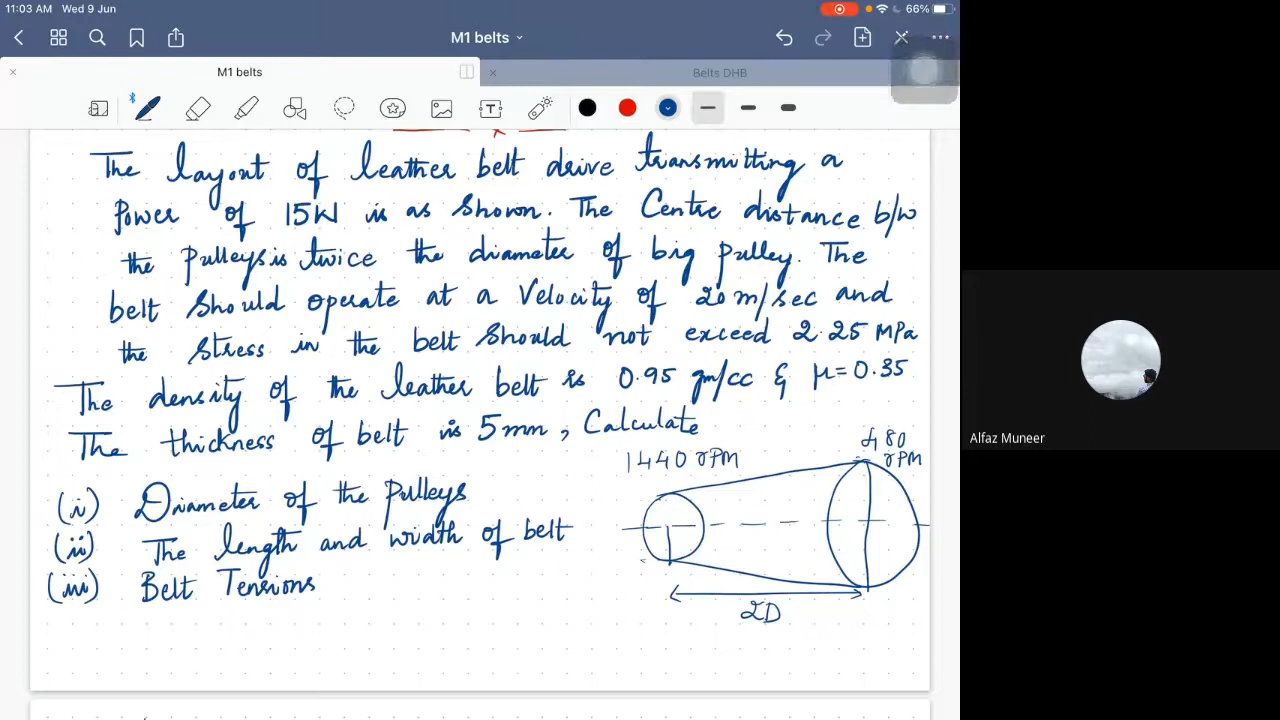 11:03 AM Wed 9 Jun
66%
M1 belts
M1 belts
Belts DHB
The layout of leather belt drive transmitting a
Power of 15kW is as shown. The Centre distance b/w
the Pulleys is twice the diameter of big pulley. The
belt should operate at a Velocity of 20 m/sec and
the stress in the belt should not exceed 2.25 MPa
The density of the leather belt is 0.95 gm/cc & μ=0.35
The thickness of belt is 5mm, Calculate
1440 rPM
480
rPM
(i) Diameter of the Pulleys
(ii) The length and width of belt
(iii) Belt Tensions
2D
Alfaz Muneer